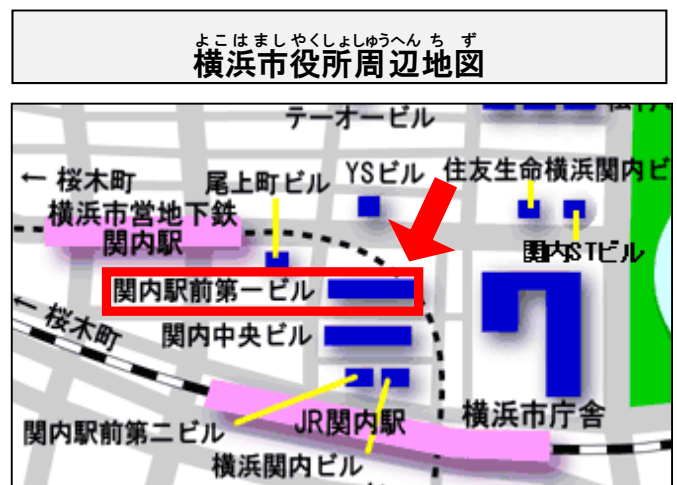 よこはましやくしょしゅうへんちず
横浜市役所周辺地図
テーオービル
← 桜木町
尾上町ビル
YSビル
住友生命横浜関内ビ
横浜市営地下鉄
関内駅
関内STビル
関内駅前第一ビル
← 桜木町
関内中央ビル
横浜市庁舎
JR関内駅
関内駅前第二ビル
横浜関内ビル